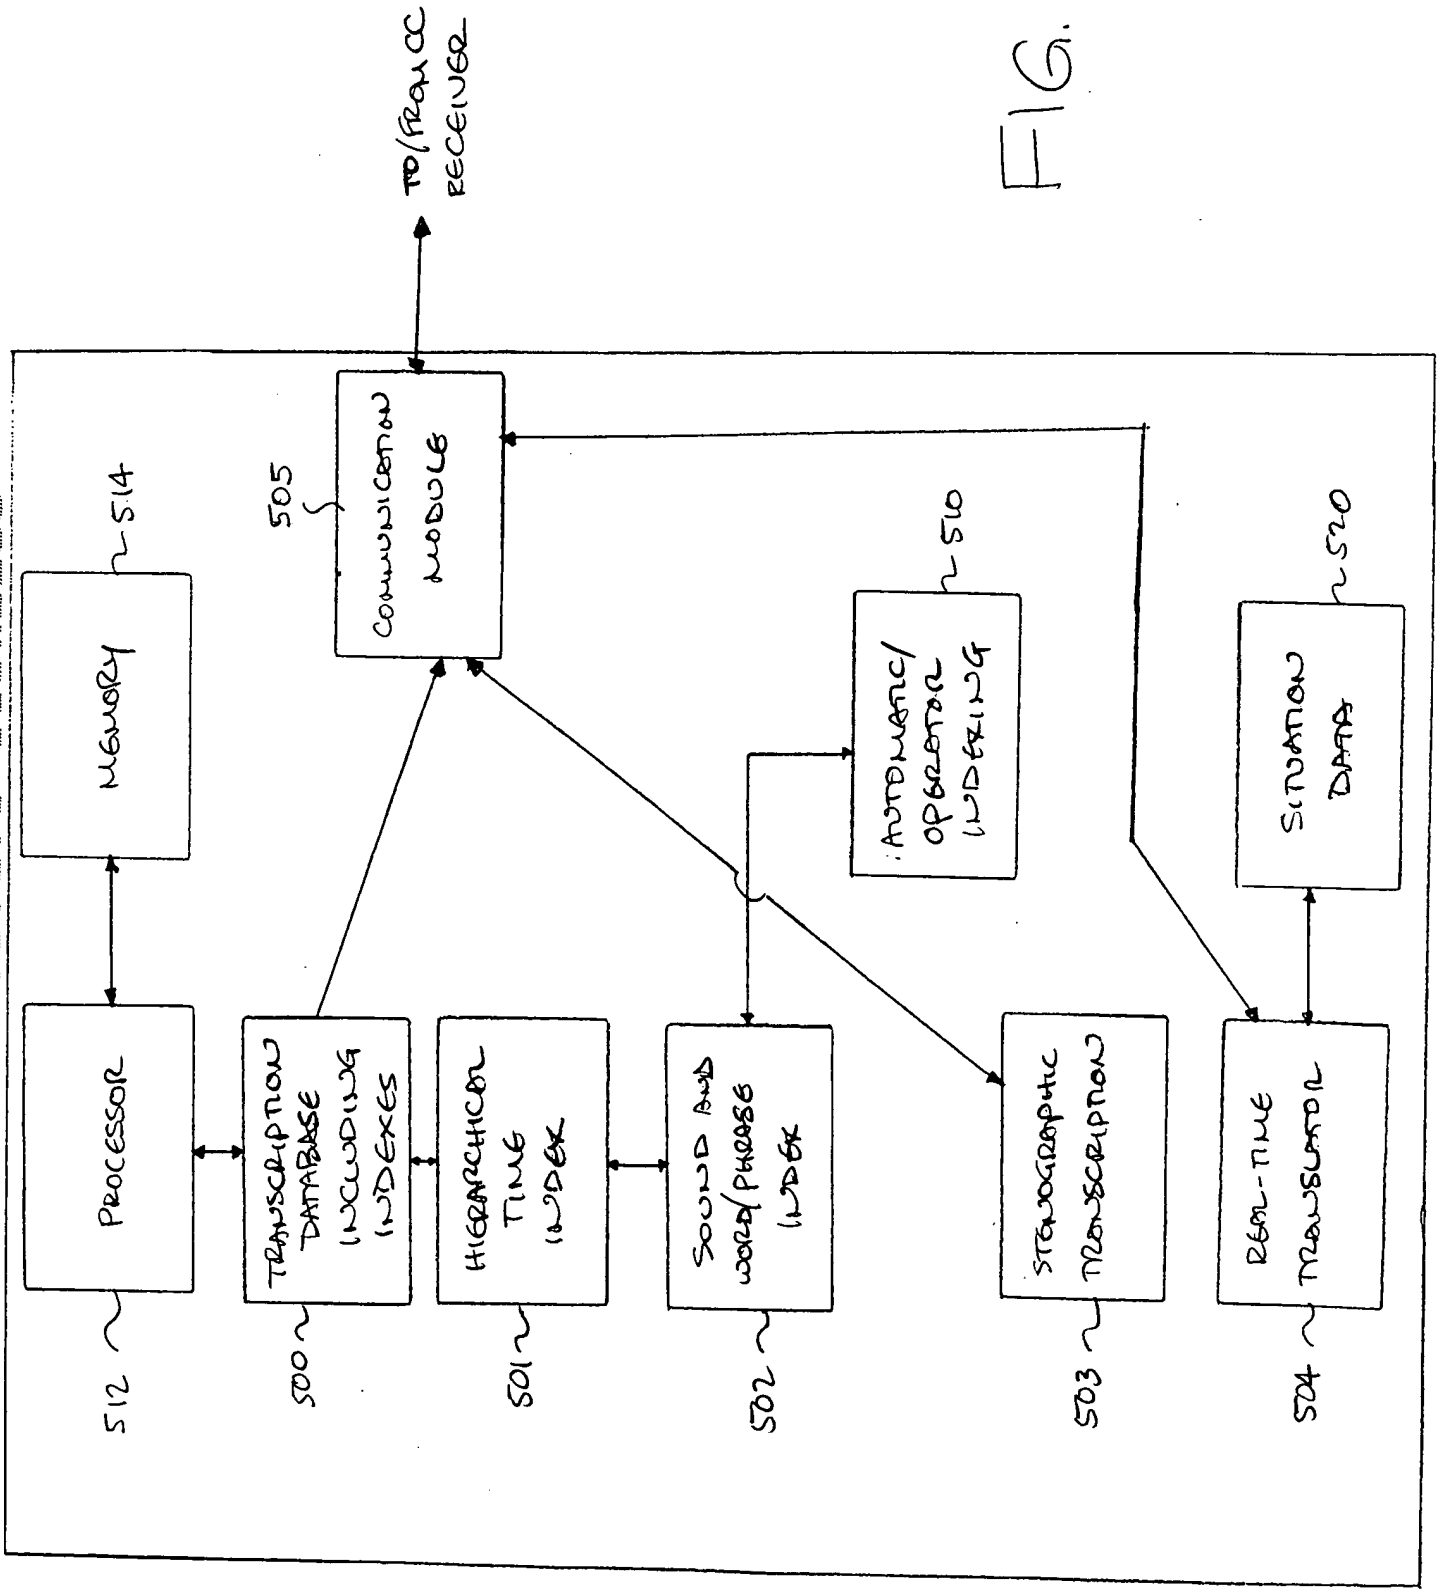 512
PROCESSOR
MEMORY
514
500
TRANSCRIPTION
DATABASE
INCLUDING
INDEXES
505
COMMUNICATION
MODULE
TO/FROM CC
RECEIVER
501
HIERARCHICAL
TIME
INDEX
502
SOUND AND
WORD/PHRASE
INDEX
AUTOMATIC/
OPERATOR
INDEXING
510
503
STENOGRAPHIC
TRANSCRIPTION
504
REAL-TIME
TRANSLATOR
SITUATION
DATA
520
FIG.